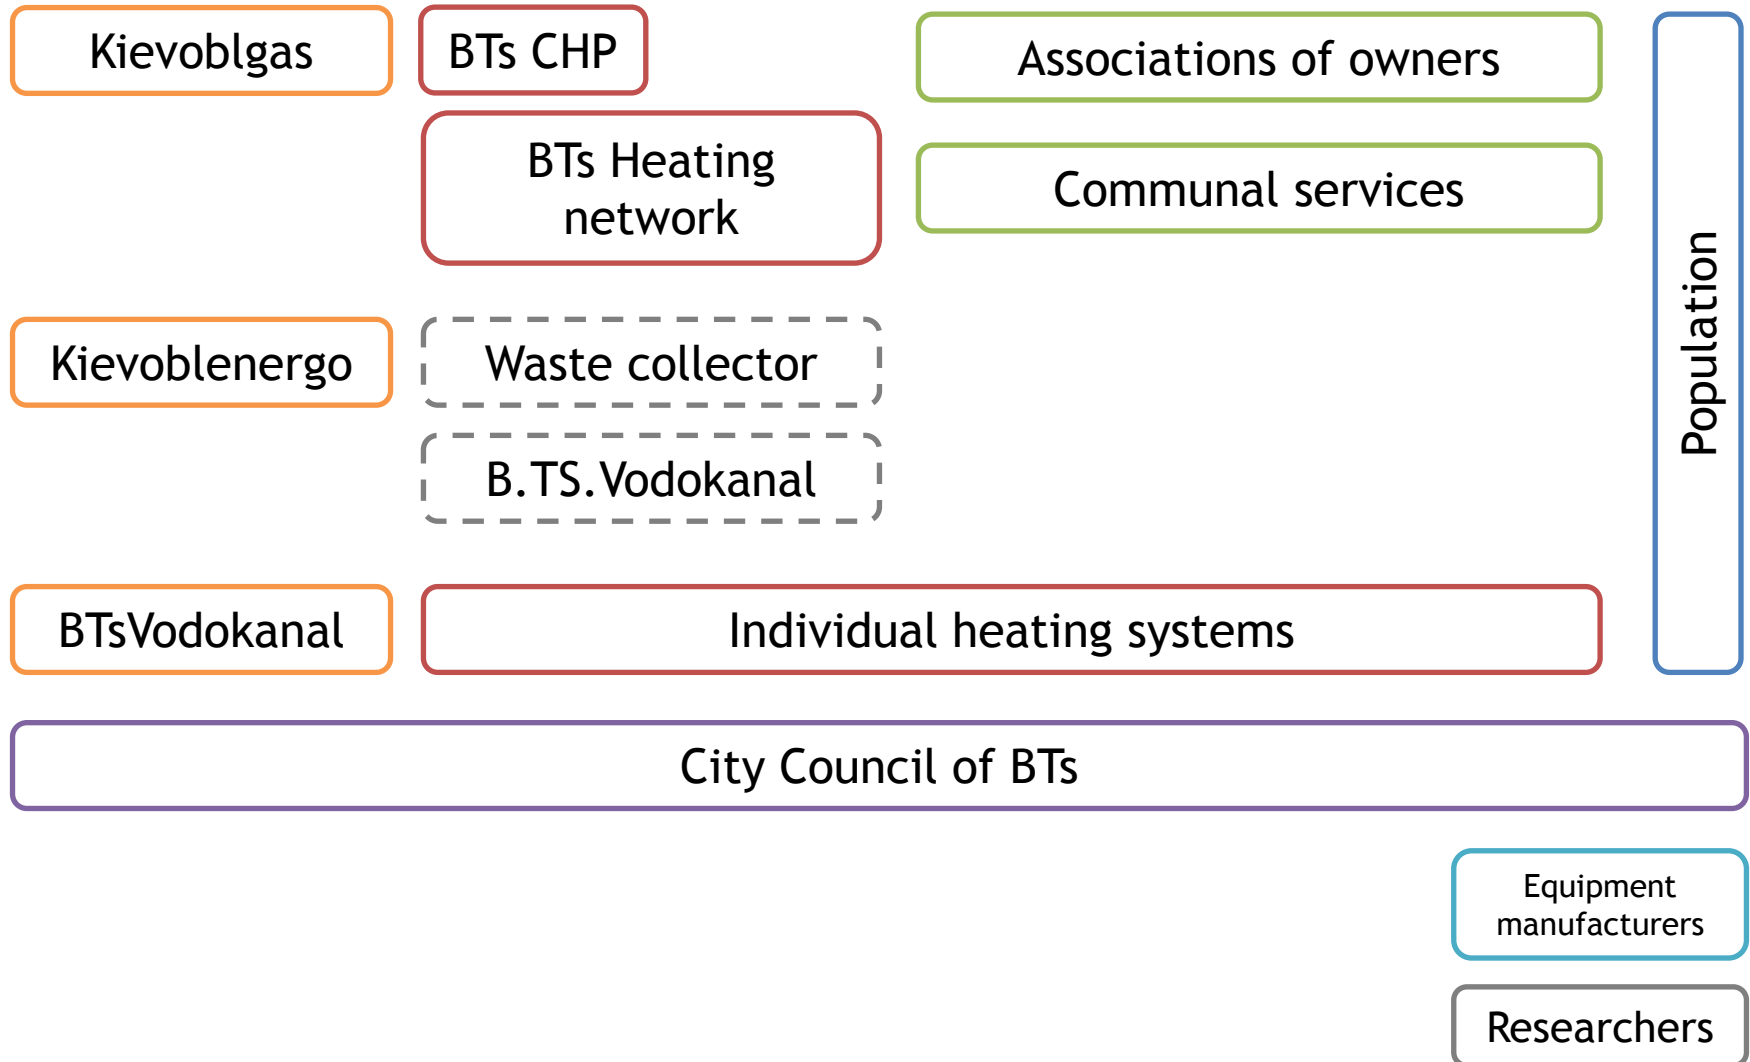 Kievoblgas
BTs CHP
Associations of owners
BTs Heating
network
Communal services
Population
Kievoblenergo
Waste collector
B.TS.Vodokanal
BTsVodokanal
Individual heating systems
City Council of BTs
Equipment
manufacturers
Researchers